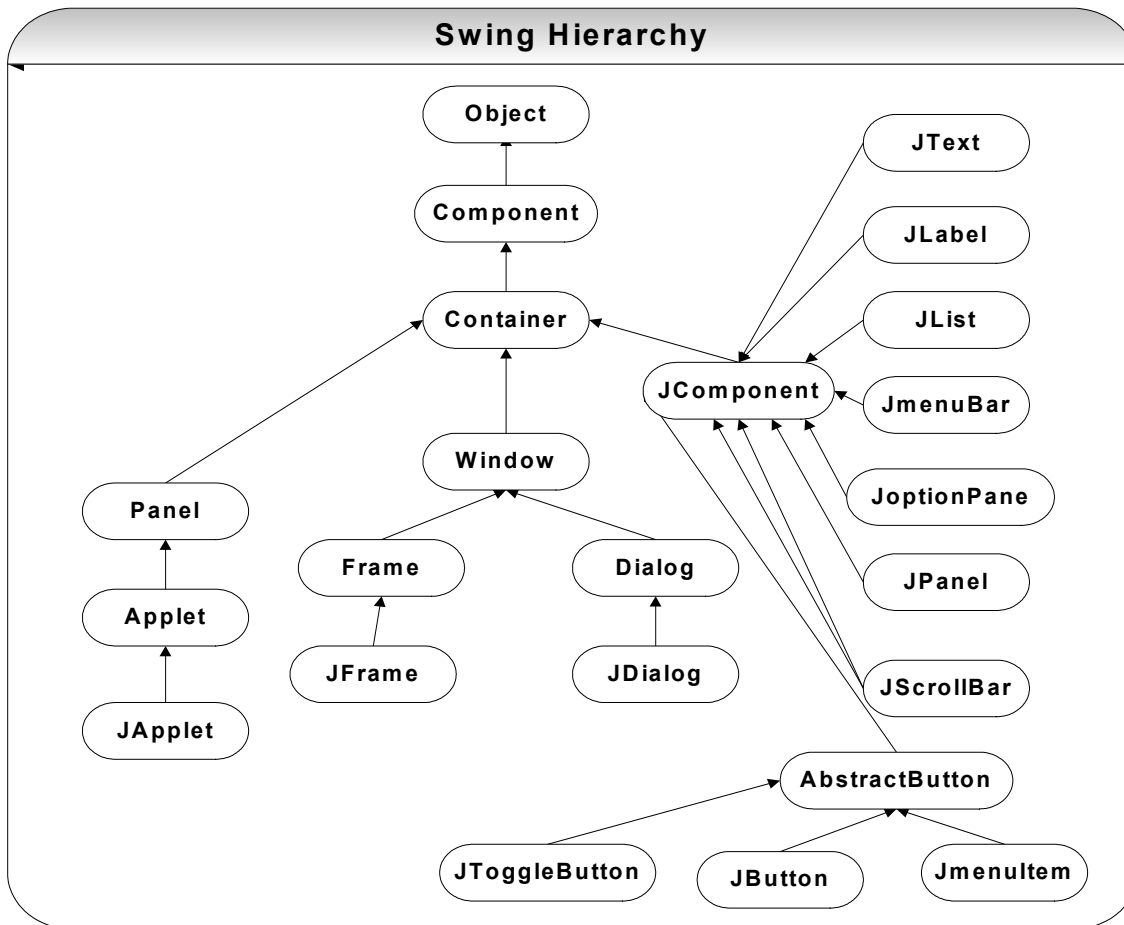 Swing Hierarchy
Object
JText
Component
JLabel
Container
JList
JComponent
JmenuBar
Window
JoptionPane
Panel
Frame
Dialog
JPanel
Applet
JFrame
JDialog
JScrollBar
JApplet
AbstractButton
JToggleButton
JButton
JmenuItem